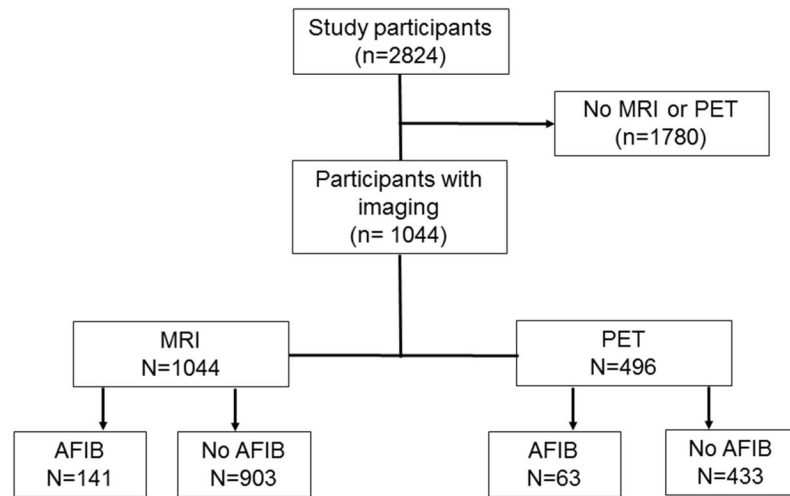 Study participants
(n=2824)
No MRI or PET
(n=1780)
Participants with
imaging
(n= 1044)
MRI
N=1044
PET
N=496
AFIB
N=141
No AFIB
N=903
AFIB
N=63
No AFIB
N=433